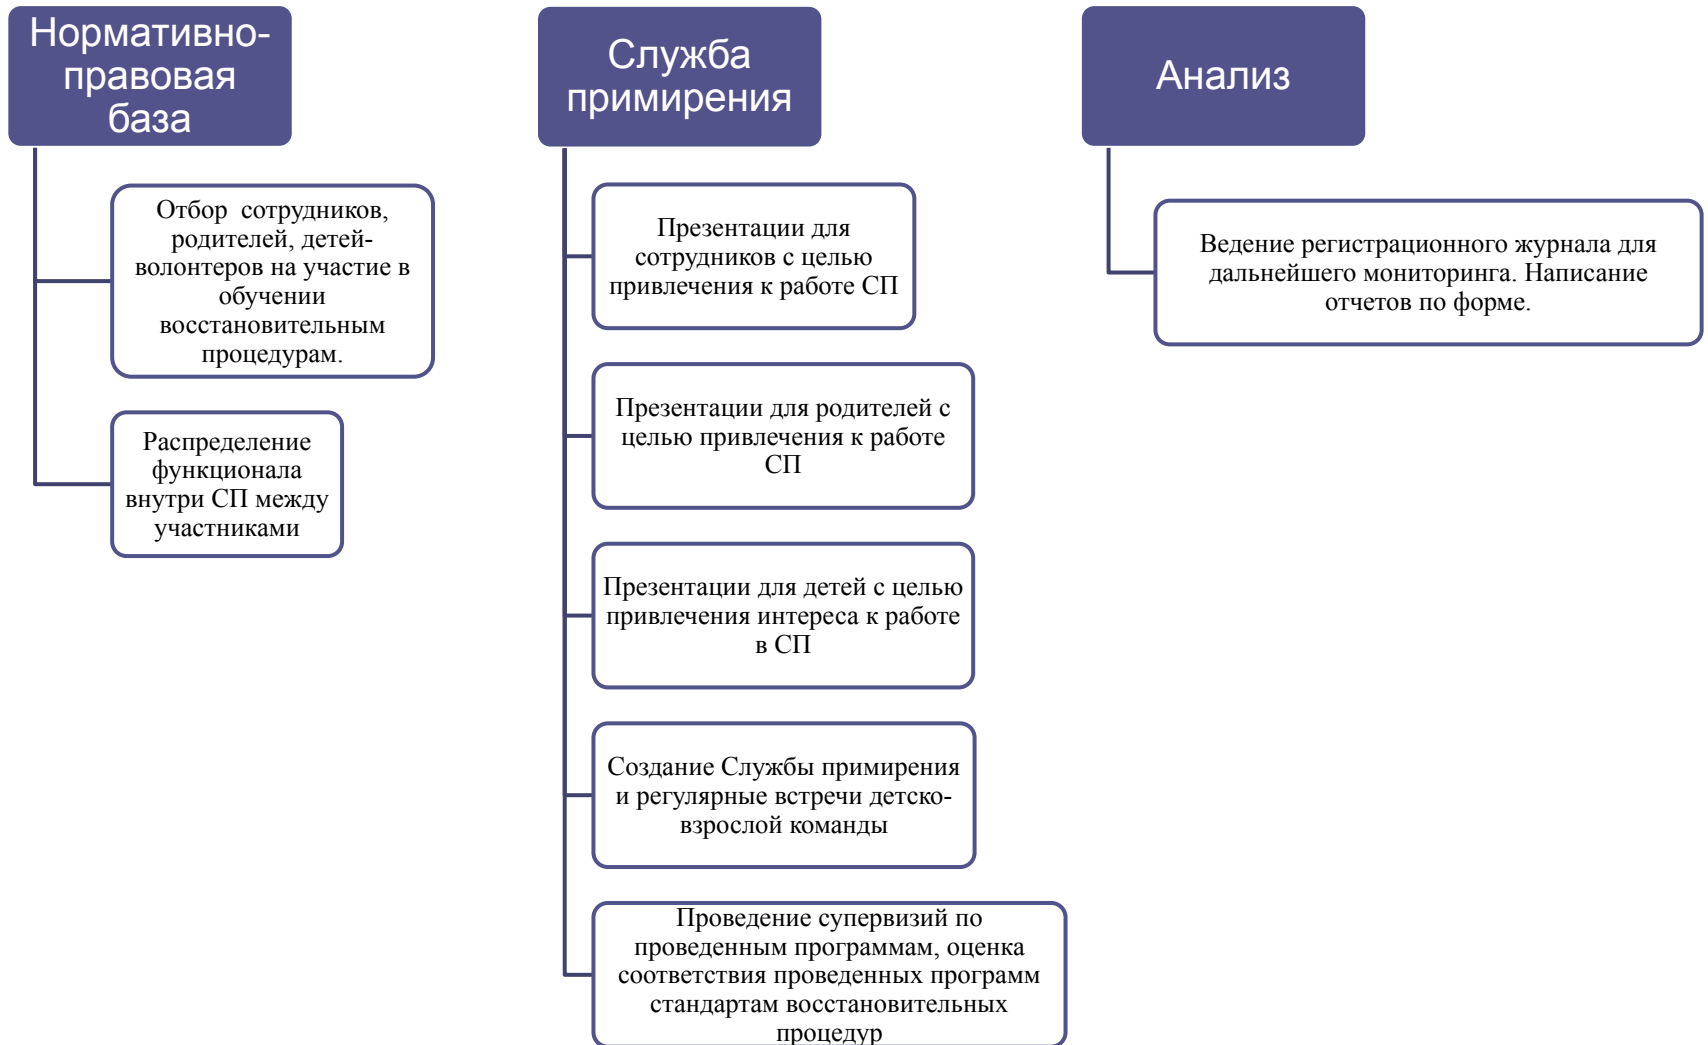 Нормативно-
правовая
база
Отбор сотрудников,
родителей, детей-
волонтеров на участие в
обучении
восстановительным
процедурам.
Распределение
функционала
внутри СП между
участниками
Служба
примирения
Презентации для
сотрудников с целью
привлечения к работе СП
Презентации для родителей с
целью привлечения к работе
СП
Презентации для детей с целью
привлечения интереса к работе
в СП
Создание Службы примирения
и регулярные встречи детско-
взрослой команды
Проведение супервизий по
проведенным программам, оценка
соответствия проведенных программ
стандартам восстановительных
процедур
Анализ
Ведение регистрационного журнала для
дальнейшего мониторинга. Написание
отчетов по форме.